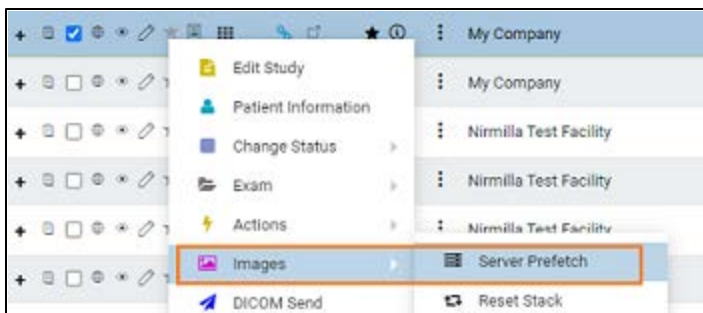 My Company
Edit Study
My Company
Patient Information
Nirmilla Test Facility
Change Status
Exam
Nirmilla Test Facility
Actions
Nirmilla Test Facility
Images
Server Prefetch
DICOM Send
Reset Stack